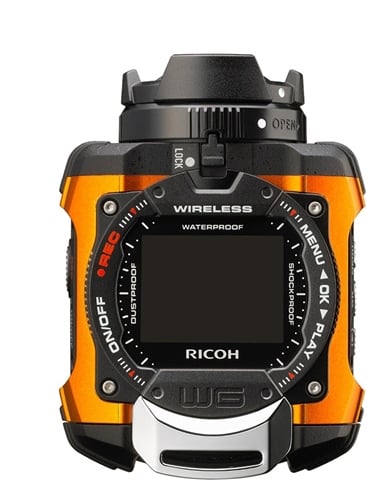 OPEN
LOCK
WIRELESS
WATERPROOF
REC
DUSTPROOF
SHOCKPROOF
ON/OFF
MENU◀OK▶PLAY
RICOH
WG